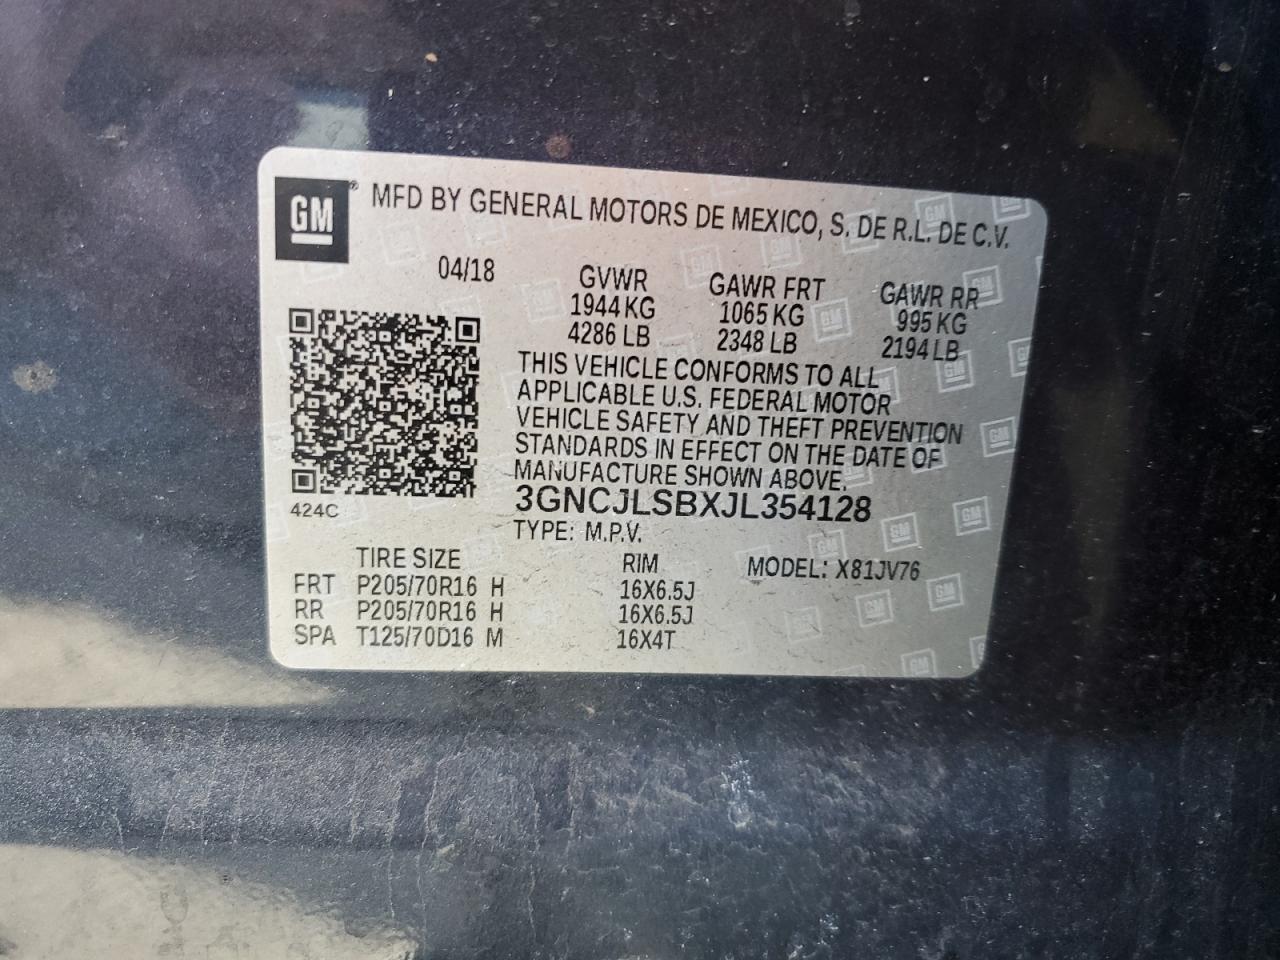 GM ® MFD BY GENERAL MOTORS DE MEXICO, S. DE R.L. DE C.V.
04/18 GVWR GAWR FRT GAWR RR
1944 KG 1065 KG 995 KG
4286 LB 2348 LB 2194 LB
THIS VEHICLE CONFORMS TO ALL
APPLICABLE U.S. FEDERAL MOTOR
VEHICLE SAFETY AND THEFT PREVENTION
STANDARDS IN EFFECT ON THE DATE OF
MANUFACTURE SHOWN ABOVE.
424C
3GNCJLSBXJL354128
TYPE: M.P.V.
TIRE SIZE RIM MODEL: X81JV76
FRT P205/70R16 H 16X6.5J
RR P205/70R16 H 16X6.5J
SPA T125/70D16 M 16X4T